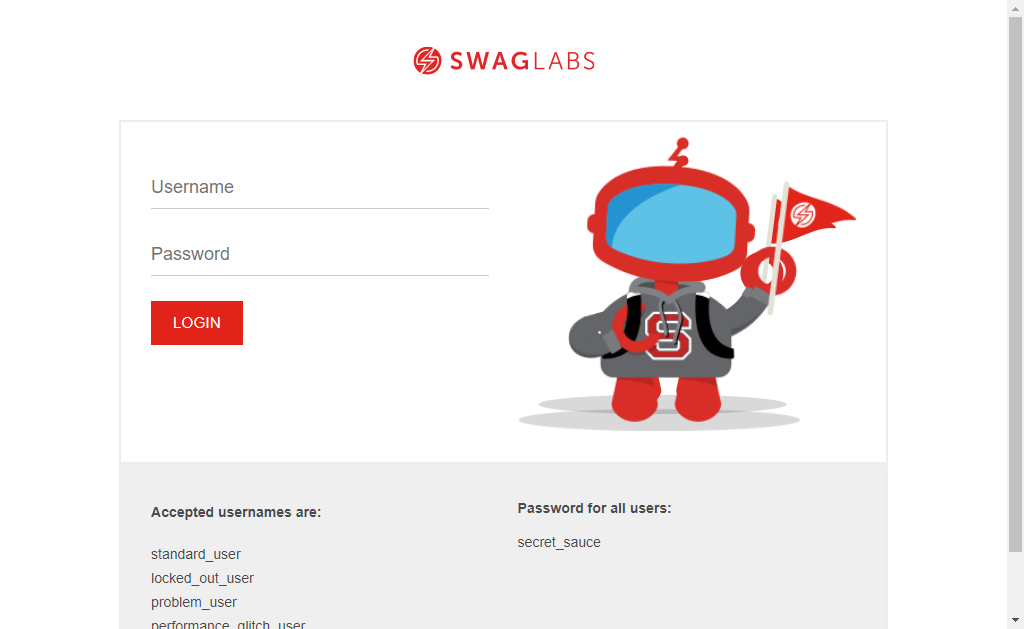 SWAGLABS
Username
Password
LOGIN
S
Accepted usernames are:
standard_user
locked_out_user
problem_user
performance_glitch_user
Password for all users:
secret_sauce